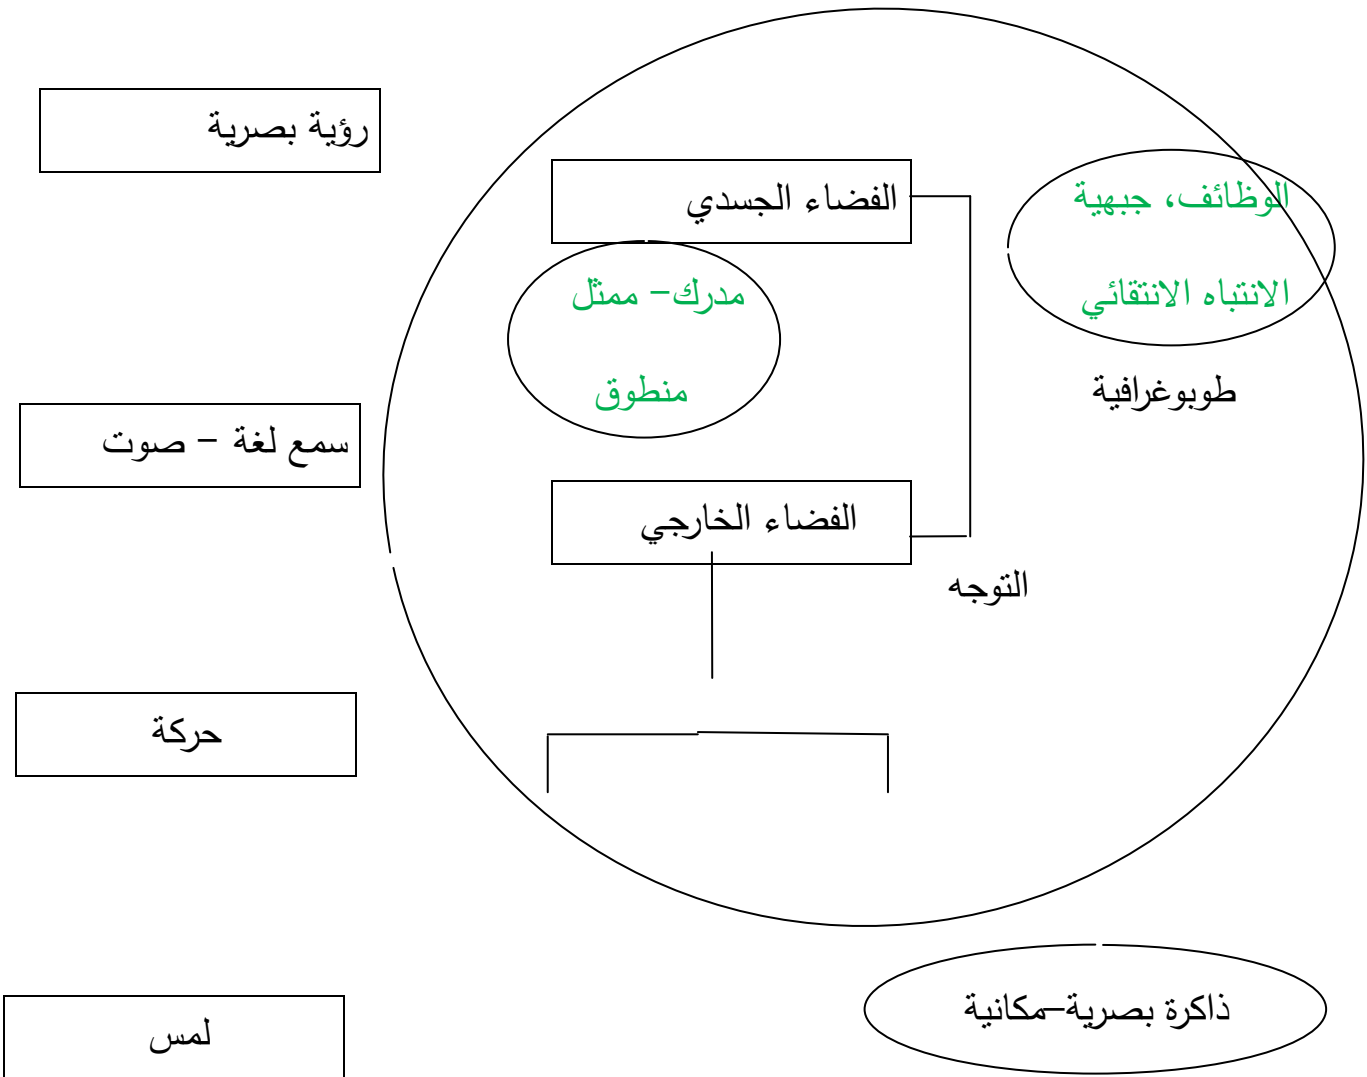 رؤية بصرية
الفضاء الجسدي
الوظائف، جبهية
الانتباه الانتقائي
مدرك– ممثل
منطوق
طوبوغرافية
سمع لغة – صوت
الفضاء الخارجي
التوجه
حركة
ذاكرة بصرية–مكانية
لمس